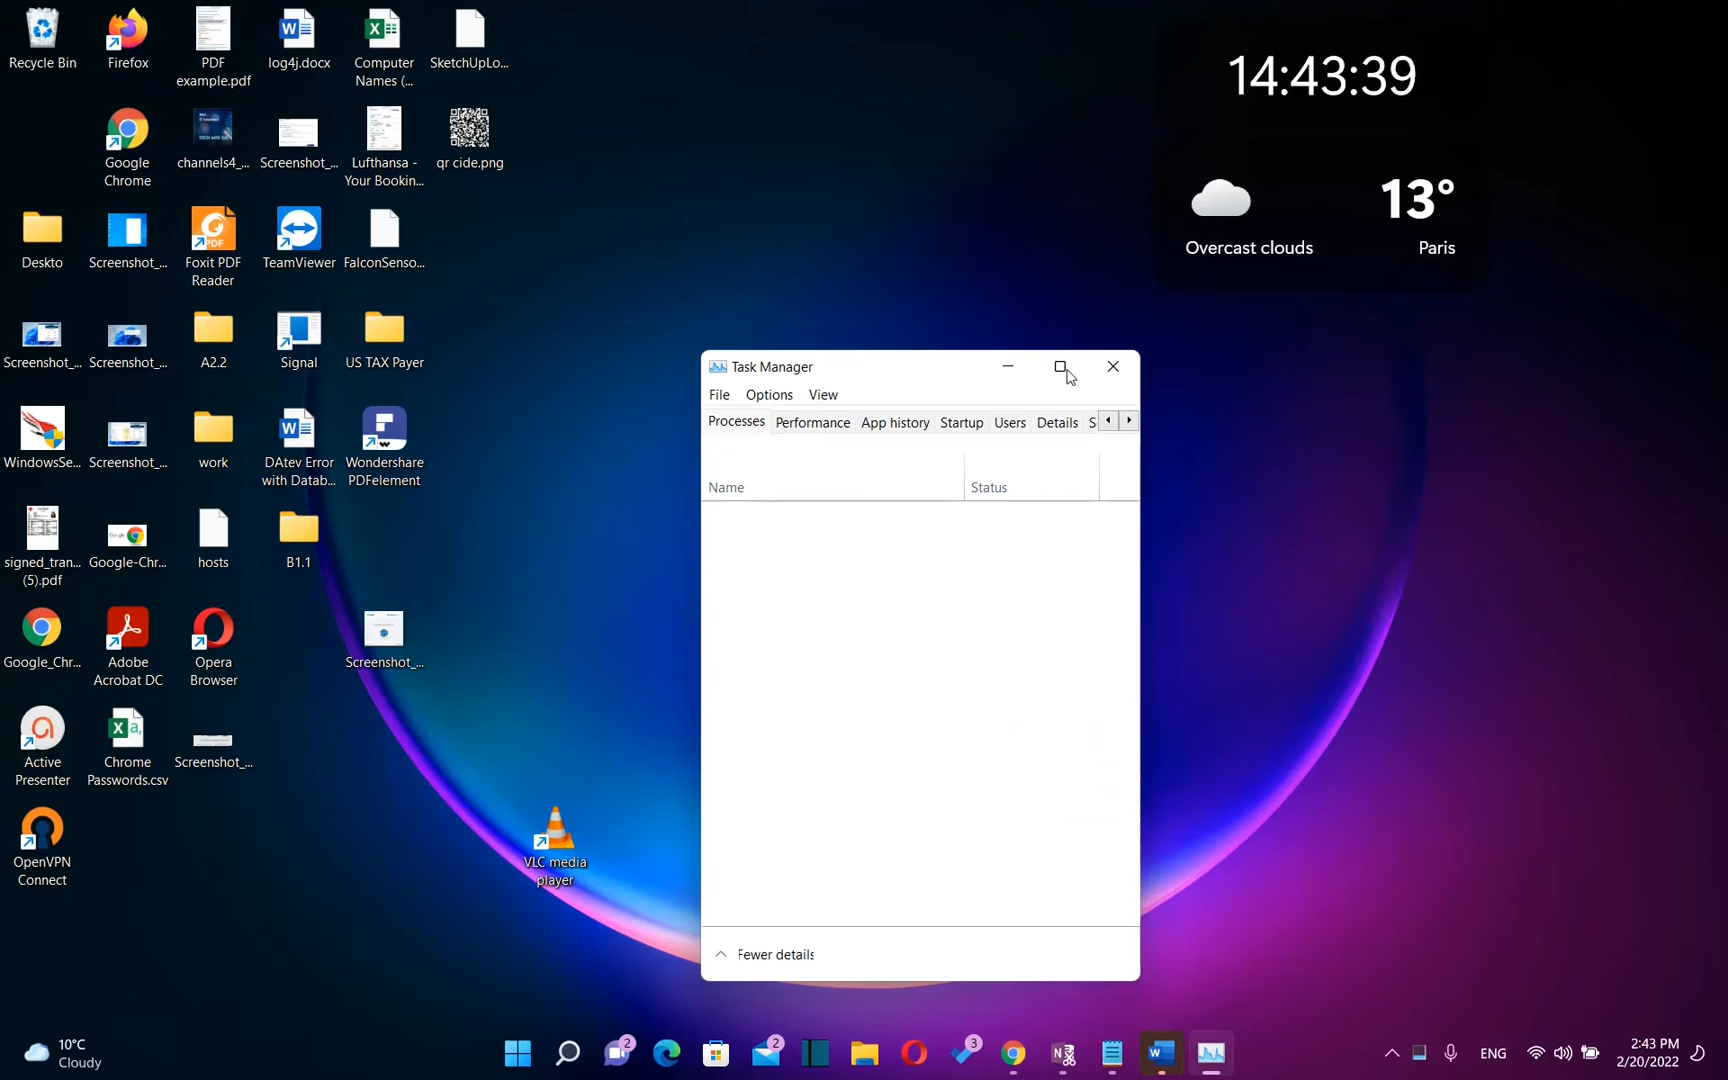 Recycle Bin
Firefox
PDF
example.pdf
log4j.docx
Computer
Names (...
SketchUpLo...
Google
Chrome
channels4_...
Screenshot_...
Lufthansa -
Your Bookin...
qr cide.png
Deskto
Screenshot_...
Foxit PDF
Reader
TeamViewer
FalconSenso...
Screenshot_...
Screenshot_...
A2.2
Signal
US TAX Payer
WindowsSe...
Screenshot_...
work
DAtev Error
with Datab...
Wondershare
PDFelement
signed_tran...
(5).pdf
Google-Chr...
hosts
B1.1
Google_Chr...
Adobe
Acrobat DC
Opera
Browser
Screenshot_...
Active
Presenter
Chrome
Passwords.csv
Screenshot_...
OpenVPN
Connect
VLC media
player
14:43:39
13°
Overcast clouds
Paris
Task Manager
File Options View
Processes Performance App history Startup Users Details S
Name Status
Fewer details
10°C
Cloudy
2
2
3
ENG
2:43 PM
2/20/2022